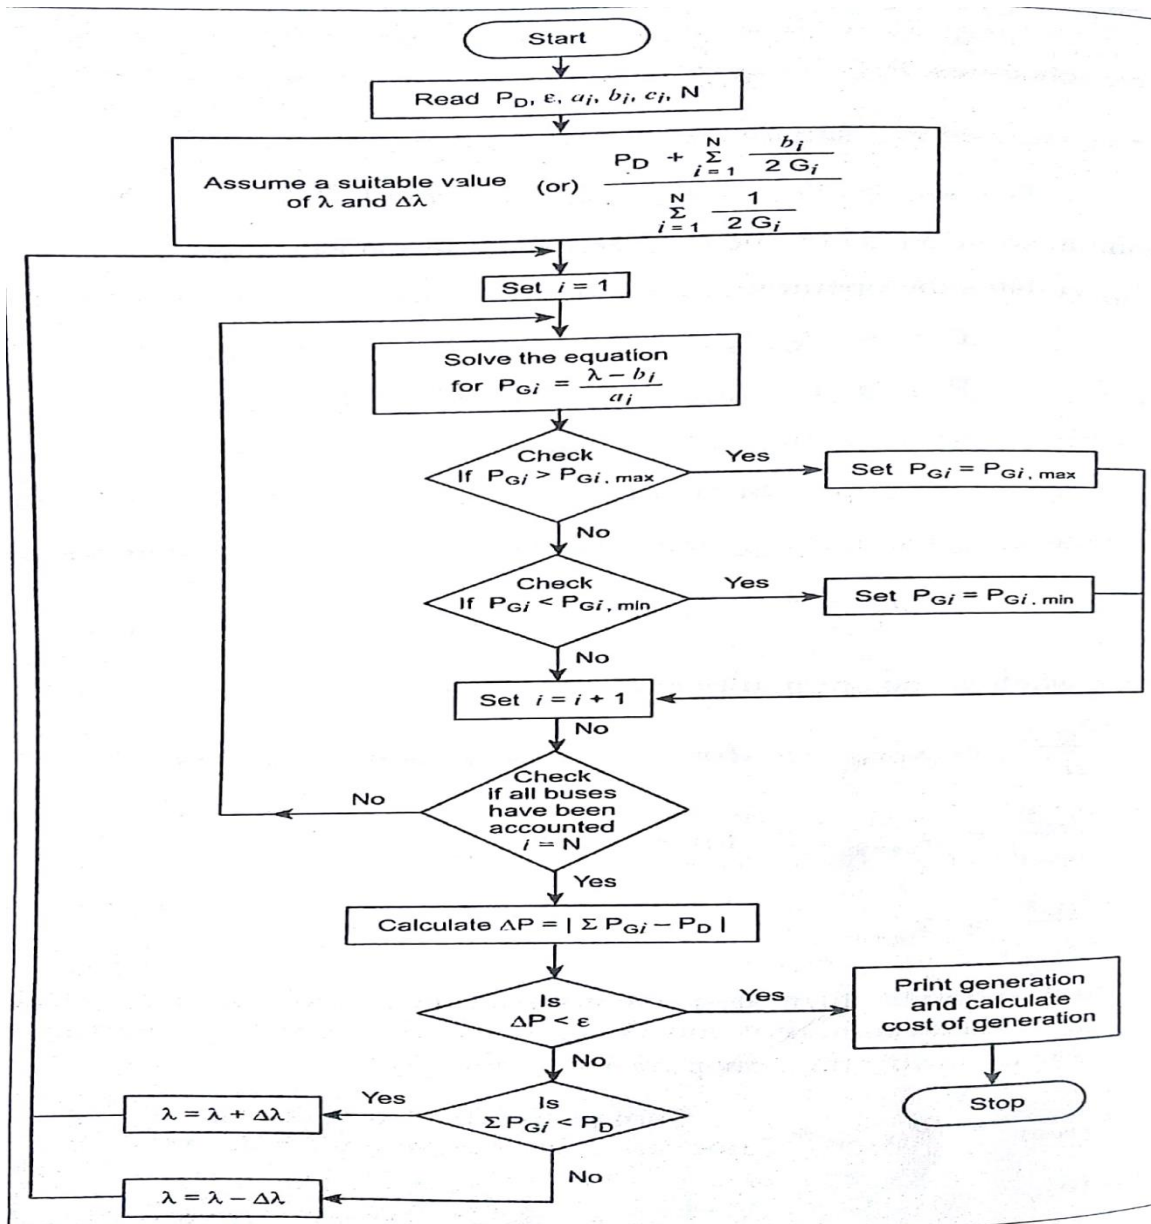 Start
Read P_D, ε, a_i, b_i, c_i, N
Assume a suitable value
of λ and Δλ
(or)
P_D + N Σ i = 1 b_i / 2 G_i
N Σ i = 1 1 / 2 G_i
Set i = 1
Solve the equation
for P_Gi = λ – b_i / a_i
Check
If P_Gi > P_Gi, max
Yes
Set P_Gi = P_Gi, max
No
Check
If P_Gi < P_Gi, min
Yes
Set P_Gi = P_Gi, min
No
Set i = i + 1
No
Check
if all buses
have been
accounted
i = N
No
Yes
Calculate ΔP = | Σ P_Gi – P_D |
Is
ΔP < ε
Yes
Print generation
and calculate
cost of generation
Stop
No
Is
Σ P_Gi < P_D
Yes
λ = λ + Δλ
No
λ = λ – Δλ